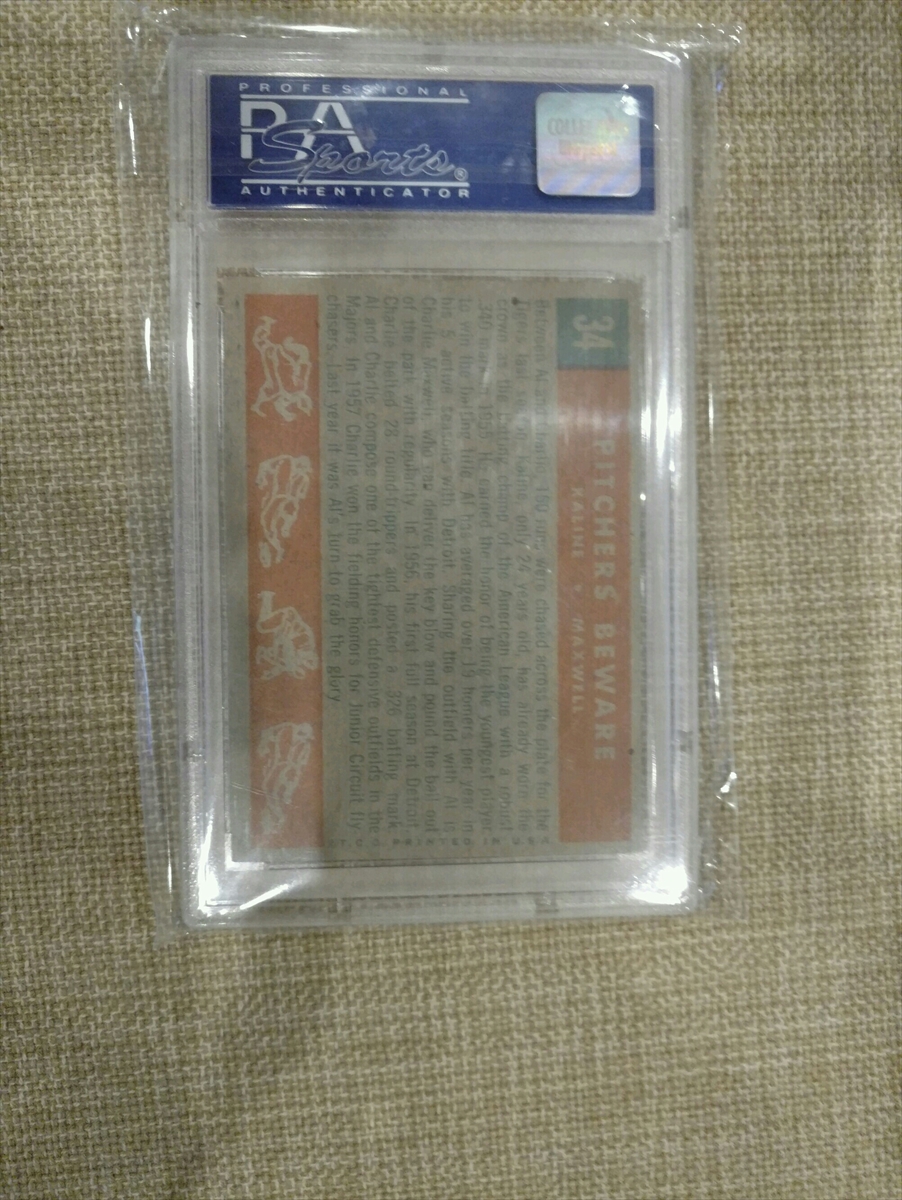 PROFESSIONAL
PSA
Sports®
AUTHENTICATOR
COLLEC
34
PITCHERS BEWARE
KALINE MAXWELL
Between Al and Charlie, 180 runs were chased across the plate for the
Tigers last season. Kaline, only 24 years old, has already worn the
crown as the batting champ of the American League with a robust
.340 mark. 1955 he earned the honor of being the youngest player
to win the batting title. Al has averaged over 19 homers per year in
his 5 active seasons with Detroit. Sharing the outfield with Al is
Charlie Maxwell, who can deliver the key blow and pound the ball out
of the park with regularity. In 1956, his first full season at Detroit
Charlie belted 28 round-trippers and posted a .326 batting mark.
Al and Charlie compose one of the tightest defensive outfields in the
Majors. In 1957 Charlie won the fielding honors for Junior Circuit fly
chasers, last year it was Al's turn to grab the glory
PRINTED IN U.S.A.